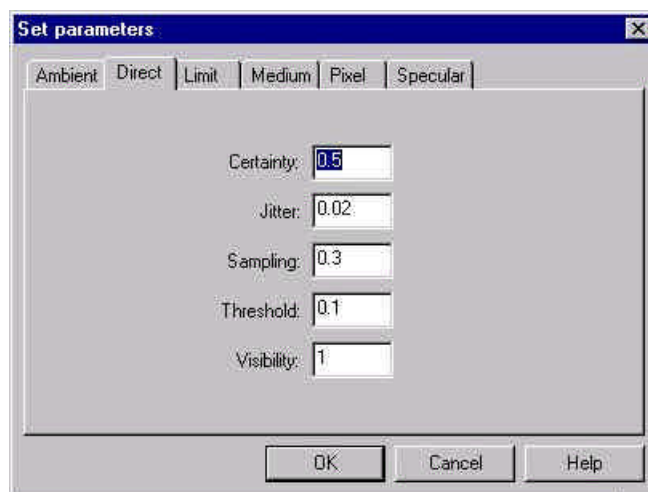 Set parameters
Ambient Direct Limit Medium Pixel Specular
Certainty: 0.5
Jitter: 0.02
Sampling: 0.3
Threshold: 0.1
Visibility: 1
OK Cancel Help